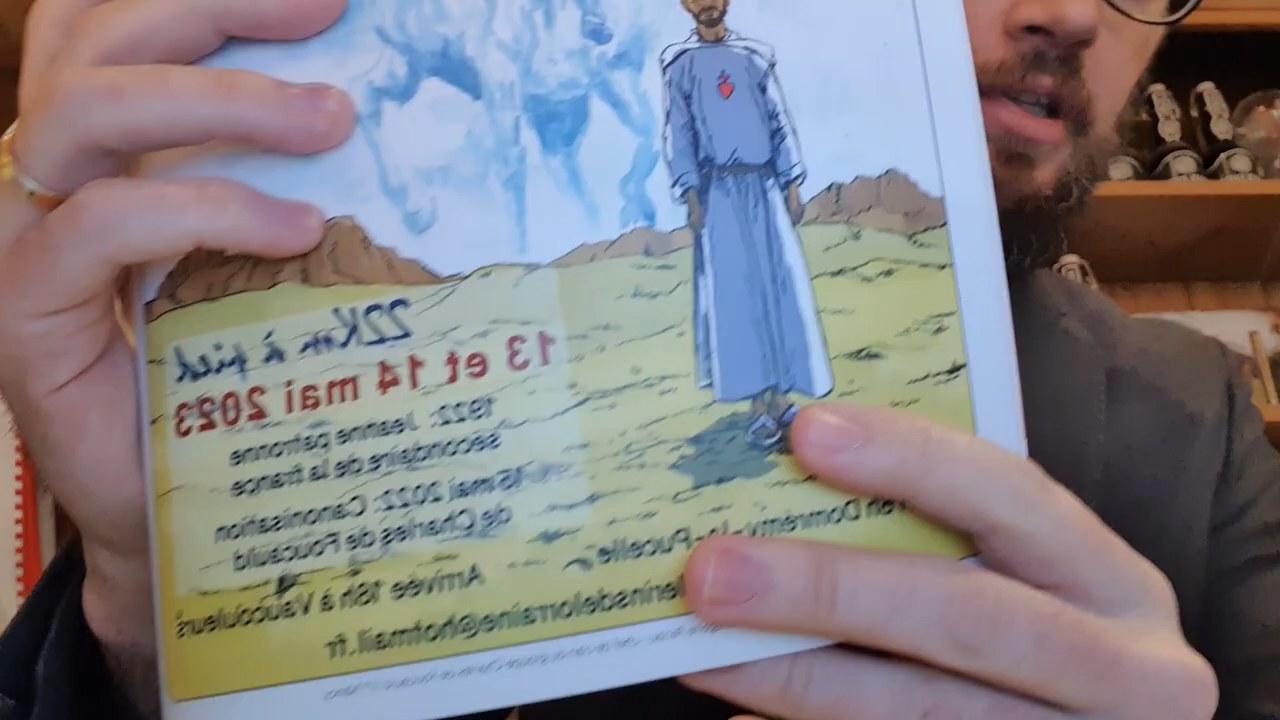 22Km à pied
13 et 14 mai 2023
1922: Jeanne patronne
secondaire de la france
15 mai 2022: Canonisation
de Charles de Foucauld
Domrémy-la-Pucelle
Arrivée 16h à Vaucouleurs
erinsdelorraine@hotmail.fr